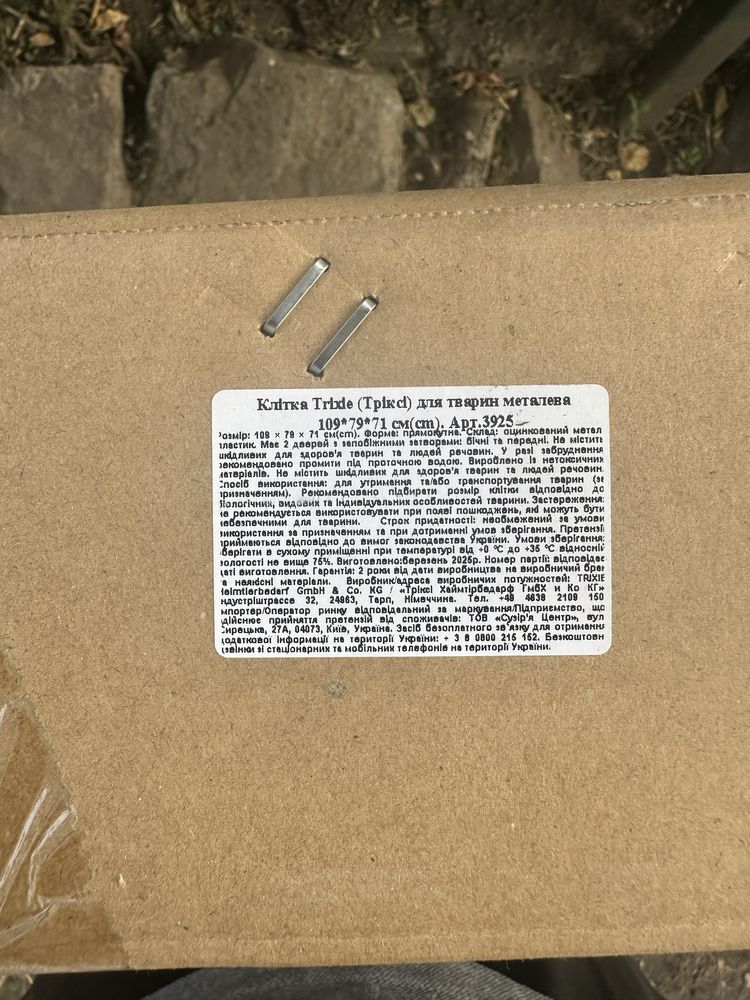 Клітка Trixie (Тріксі) для тварин металева
109*79*71 см(cm). Арт.3925
Розмір: 109 × 79 × 71 см(cm). Форма: прямокутна. Склад: оцинкований метал
пластик. Має 2 дверей з запобіжними затворами: бічні та передні. Не містить
шкідливих для здоров'я тварин та людей речовин. У разі забруднення
рекомендовано промити під проточною водою. Вироблено із нетоксичних
матеріалів. Не містить шкідливих для здоров'я тварин та людей речовин.
Спосіб використання: для утримання та/або транспортування тварин (за
призначенням). Рекомендовано підбирати розмір клітки відповідно до
біологічних, видових та індивідуальних особливостей тварини. Застереження:
не рекомендується використовувати при появі пошкоджень, які можуть бути
небезпечними для тварини. Строк придатності: необмежений за умови
використання за призначенням та при дотриманні умов зберігання. Претензії
приймаються відповідно до вимог законодавства України. Умови зберігання:
зберігати в сухому приміщенні при температурі від +0 °C до +35 °C відносній
вологості не вище 75%. Виготовлено:березень 2025р. Номер партії: відповідає
даті виготовлення. Гарантія: 2 роки від дати виробництва на виробничий брак
та неякісні матеріали. Виробник/адреса виробничих потужностей: TRIXIE
Heimtierbedarf GmbH & Co. KG / «Тріксі Хаймтірбедарф ГмбХ и Ко КГ»
Індустріштрассе 32, 24963, Тарп, Німеччина. Тел. +49 4638 2109 150
Імпортер/Оператор ринку відповідальний за маркування/Підприємство, що
здійснює прийняття претензій від споживачів: ТОВ «Сузір'я Центр», вул
Сирецька, 27А, 04073, Київ, Україна. Засіб безоплатного зв'язку для отримання
додаткової інформації на території України: + 3 8 0800 215 152. Безкоштовні
дзвінки зі стаціонарних та мобільних телефонів на території України.